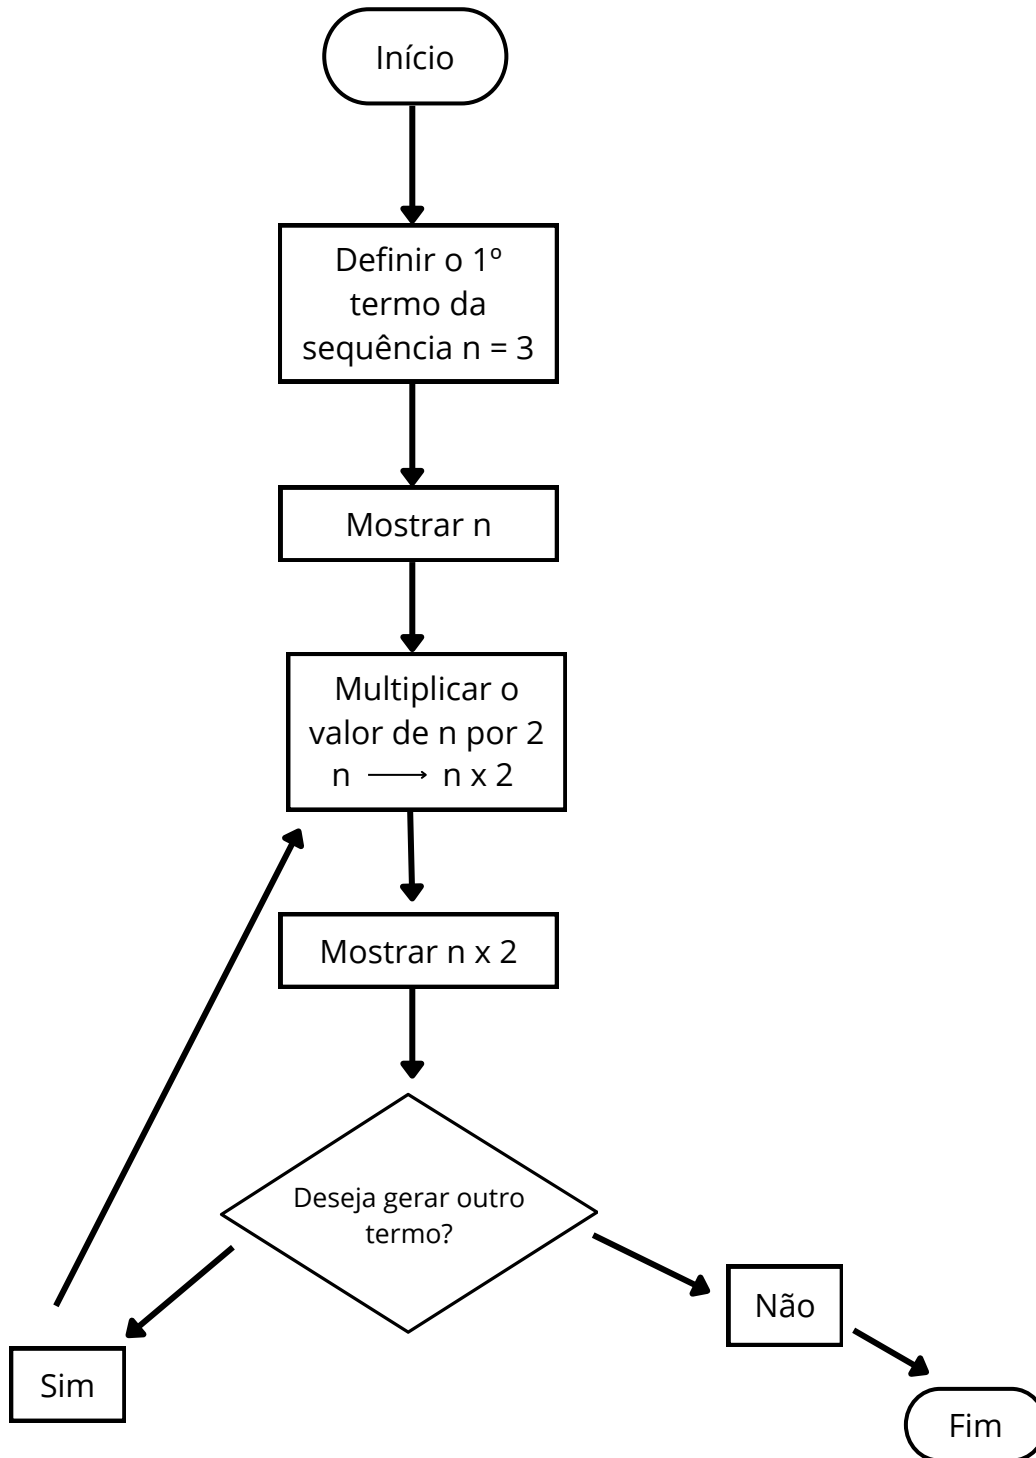 Início
Definir o 1º
termo da
sequência n = 3
Mostrar n
Multiplicar o
valor de n por 2
n ⟶ n x 2
Mostrar n x 2
Deseja gerar outro
termo?
Não
Sim
Fim